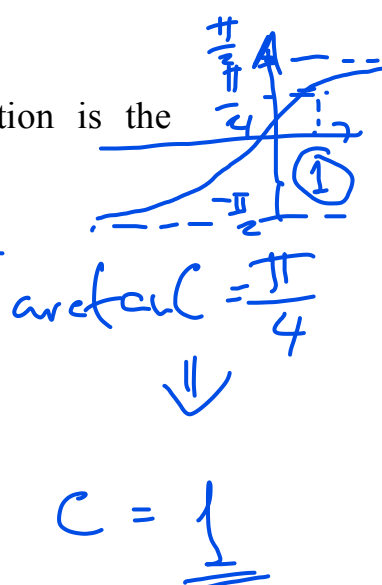 π/2
π/4
tion is the
1
-π/2
arctan C = π/4
⇓
C = 1